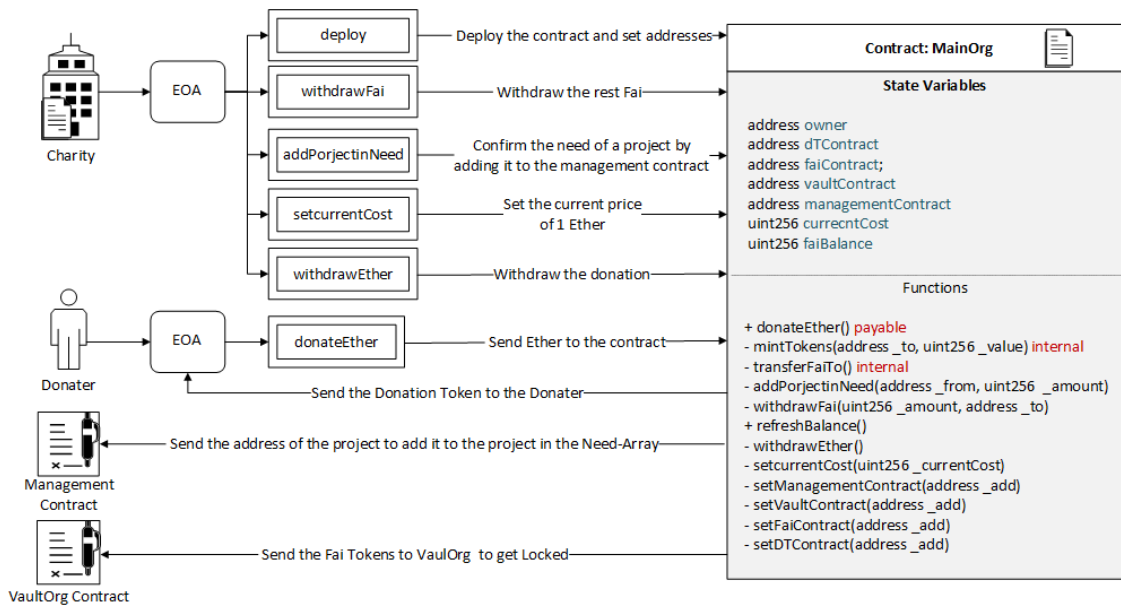 deploy
Deploy the contract and set addresses
Contract: MainOrg
EOA
withdrawFai
Withdraw the rest Fai
Charity
addPorjectinNeed
Confirm the need of a project by
adding it to the management contract
setcurrentCost
Set the current price
of 1 Ether
withdrawEther
Withdraw the donation
State Variables
address owner
address dTContract
address faiContract;
address vaultContract
address managementContract
uint256 currecntCost
uint256 faiBalance
Functions
+ donateEther() payable
- mintTokens(address _to, uint256 _value) internal
- transferFaiTo() internal
- addPorjectinNeed(address _from, uint256 _amount)
- withdrawFai(uint256 _amount, address _to)
+ refreshBalance()
- withdrawEther()
- setcurrentCost(uint256 _currentCost)
- setManagementContract(address _add)
- setVaultContract(address _add)
- setFaiContract(address _add)
- setDTContract(address _add)
EOA
donateEther
Send Ether to the contract
Donater
Send the Donation Token to the Donater
Send the address of the project to add it to the project in the Need-Array
Management
Contract
Send the Fai Tokens to VaulOrg to get Locked
VaultOrg Contract